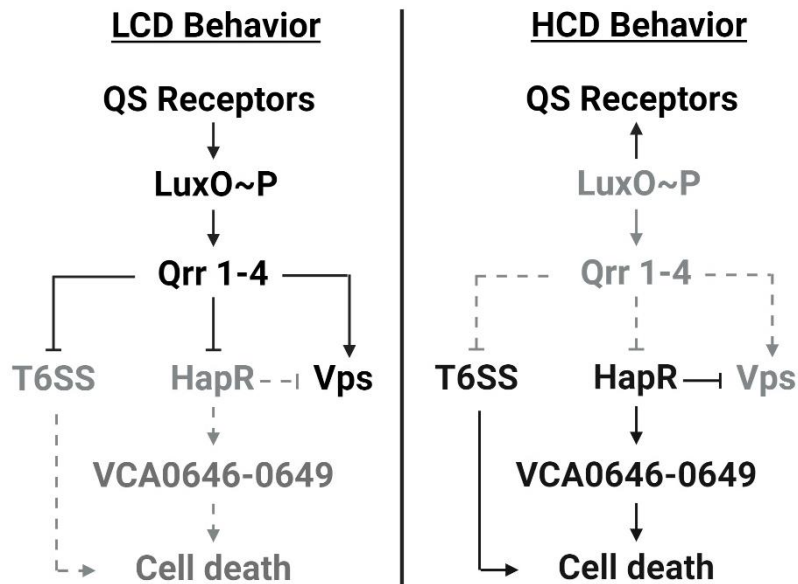 LCD Behavior
QS Receptors
LuxO~P
Qrr 1-4
T6SS HapR Vps
VCA0646-0649
Cell death
HCD Behavior
QS Receptors
LuxO~P
Qrr 1-4
T6SS HapR Vps
VCA0646-0649
Cell death